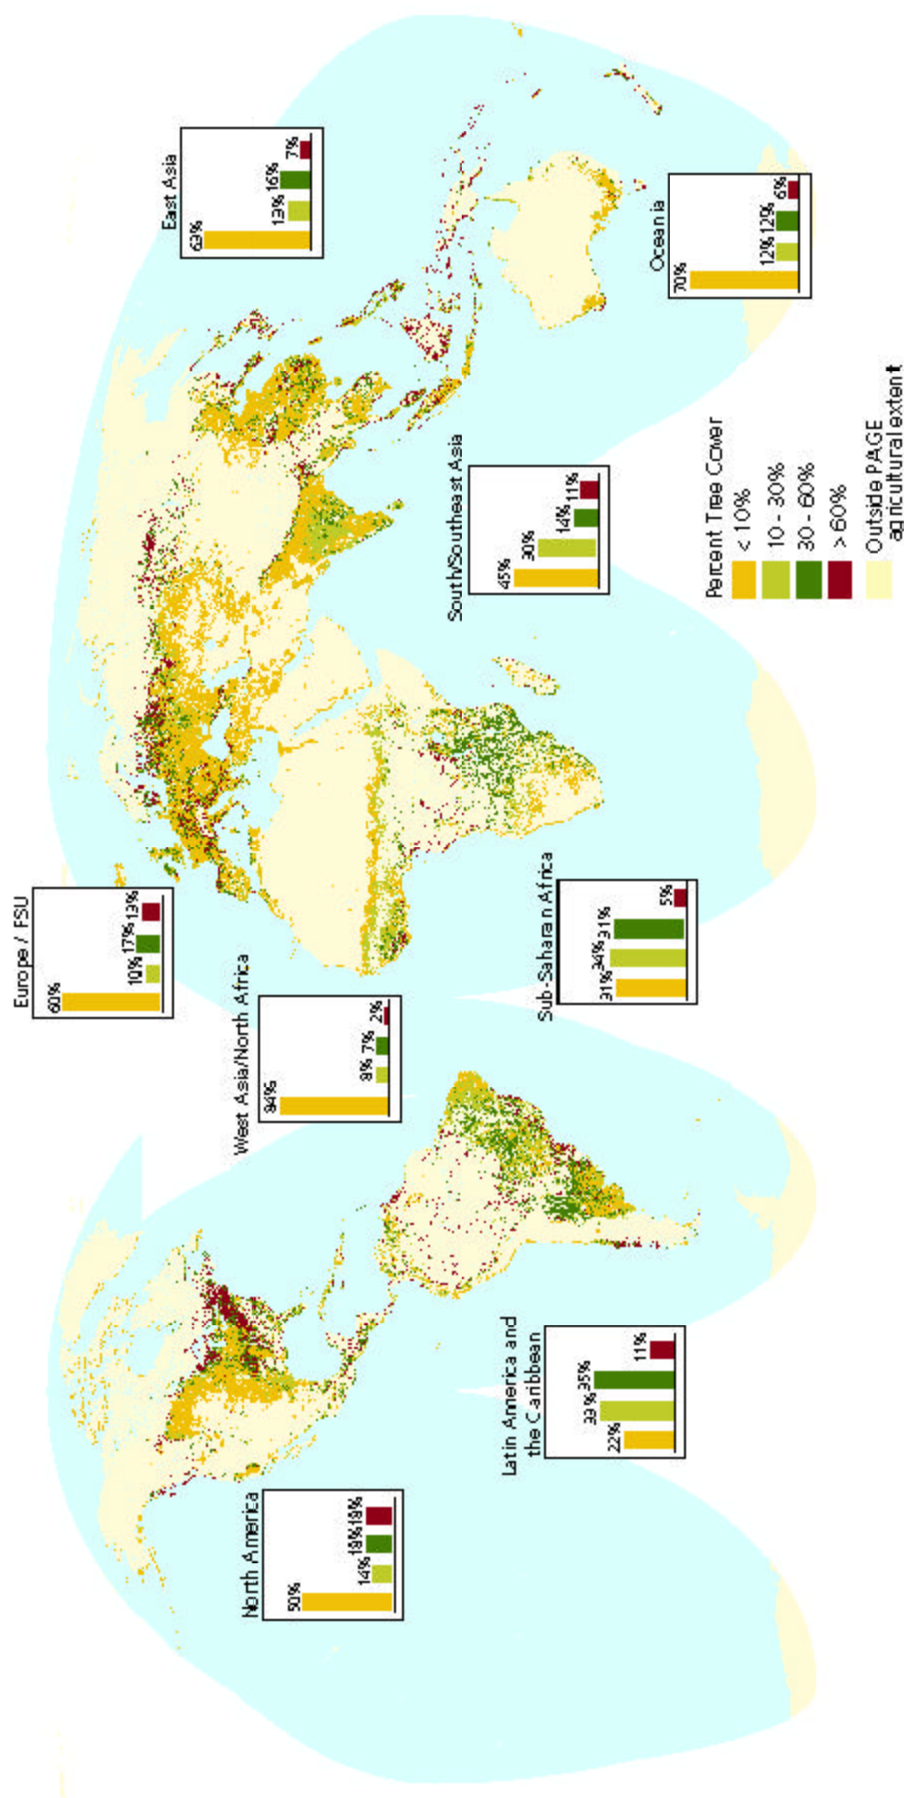 Europe / FSU
60%
10%
17%
13%
East Asia
63%
13%
16%
7%
North America
50%
14%
18%
18%
West Asia/North Africa
84%
8%
7%
2%
South/Southeast Asia
45%
30%
14%
11%
Latin America and
the Caribbean
22%
33%
35%
11%
Sub-Saharan Africa
31%
34%
31%
5%
Oceania
70%
12%
12%
6%
Percent Tree Cover
< 10%
10 - 30%
30 - 60%
> 60%
Outside PAGE
agricultural extent